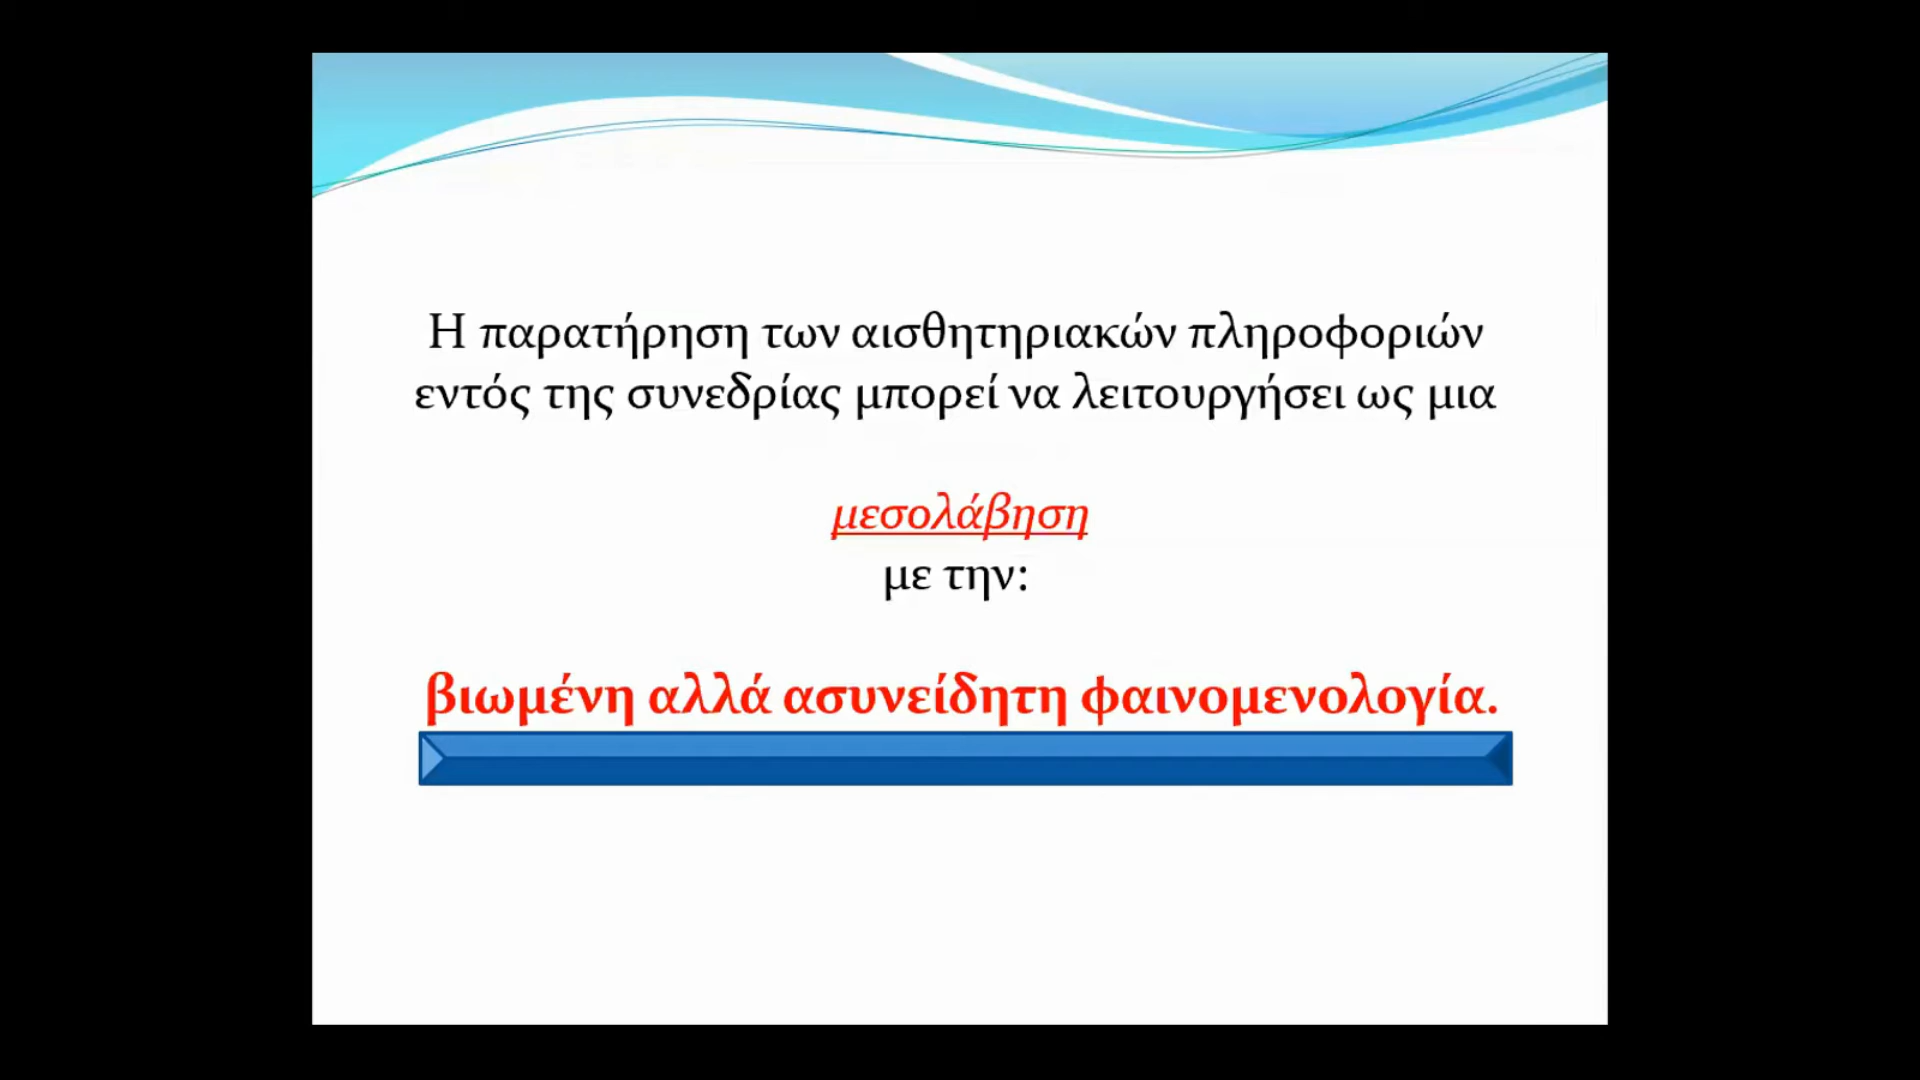 Η παρατήρηση των αισθητηριακών πληροφοριών
εντός της συνεδρίας μπορεί να λειτουργήσει ως μια
μεσολάβηση
με την:
βιωμένη αλλά ασυνείδητη φαινομενολογία.